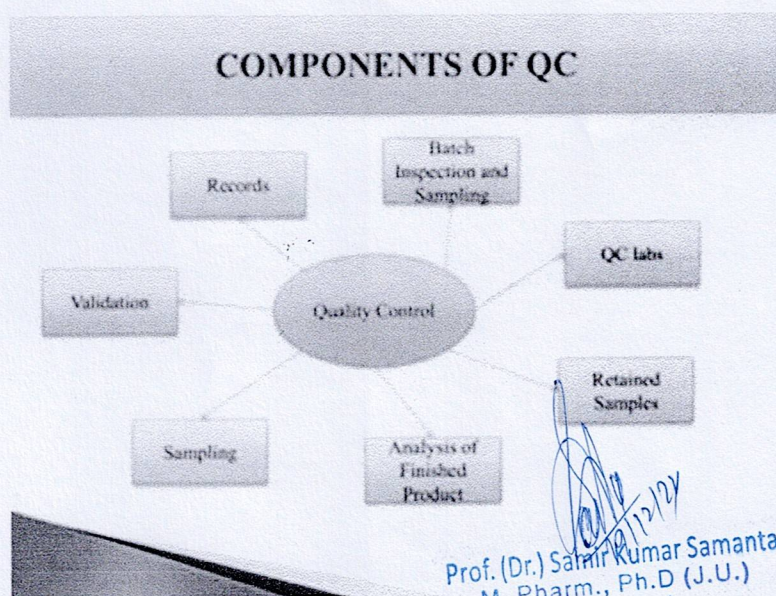 COMPONENTS OF QC
Records
Batch
Inspection and
Sampling
QC labs
Validation
Quality Control
Retained
Samples
Sampling
Analysis of
Finished
Product
Prof. (Dr.) Samir Kumar Samanta
M. Pharm., Ph.D (J.U.)